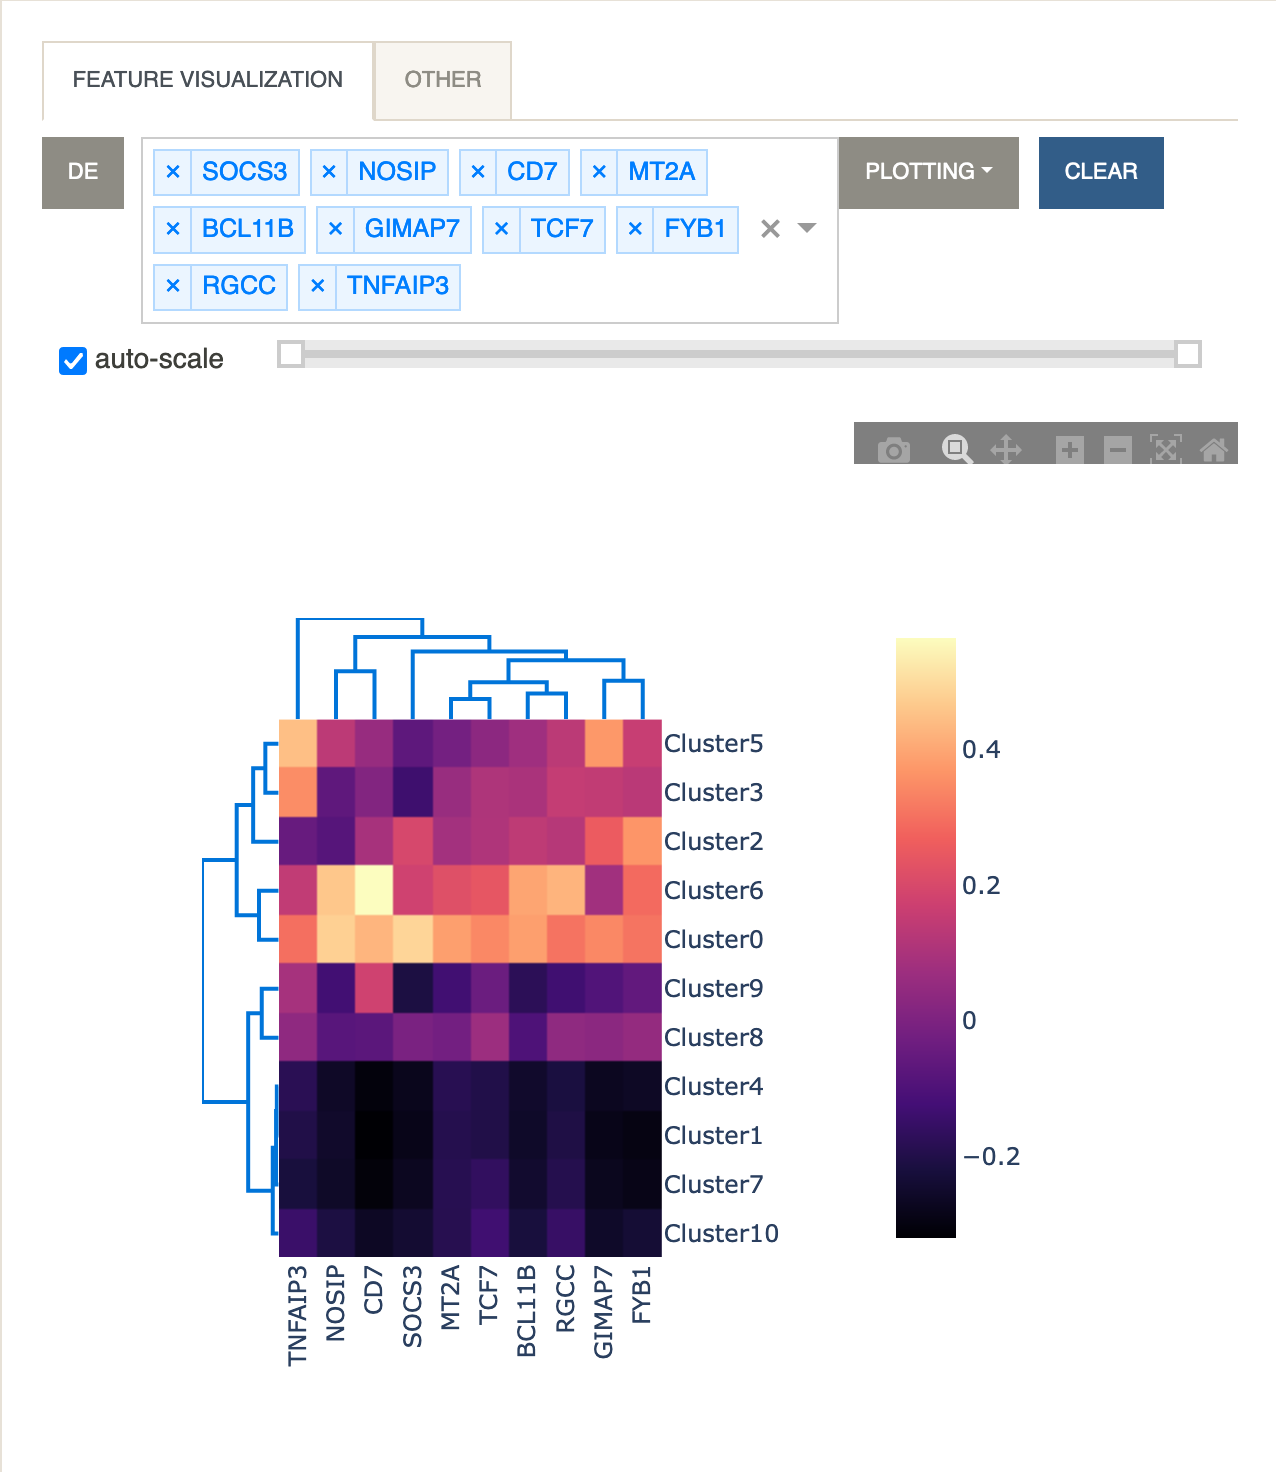 FEATURE VISUALIZATION OTHER
DE × SOCS3 × NOSIP × CD7 × MT2A PLOTTING CLEAR
× BCL11B × GIMAP7 × TCF7 × FYB1 ×
× RGCC × TNFAIP3
auto-scale
Cluster5
Cluster3
Cluster2
Cluster6
Cluster0
Cluster9
Cluster8
Cluster4
Cluster1
Cluster7
Cluster10
TNFAIP3
NOSIP
CD7
SOCS3
MT2A
TCF7
BCL11B
RGCC
GIMAP7
FYB1
0.4
0.2
0
−0.2